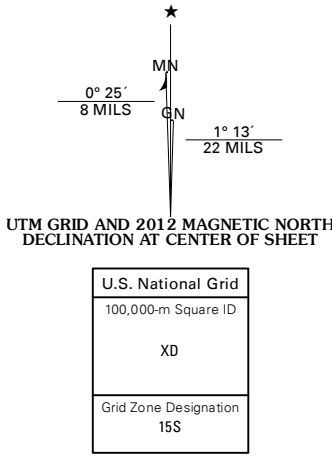 ★
MN
0° 25´
8 MILS
GN
1° 13´
22 MILS
UTM GRID AND 2012 MAGNETIC NORTH
DECLINATION AT CENTER OF SHEET
U.S. National Grid
100,000-m Square ID
XD
Grid Zone Designation
15S